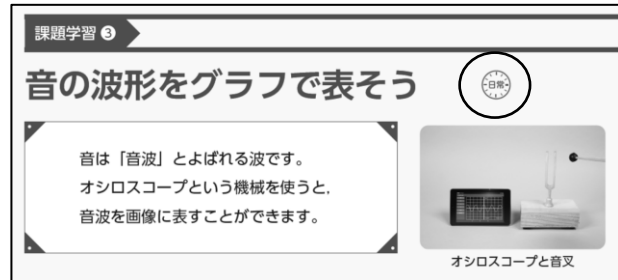 課題学習 ❸
音の波形をグラフで表そう
日常
音は「音波」とよばれる波です。
オシロスコープという機械を使うと,
音波を画像に表すことができます。
オシロスコープと音叉